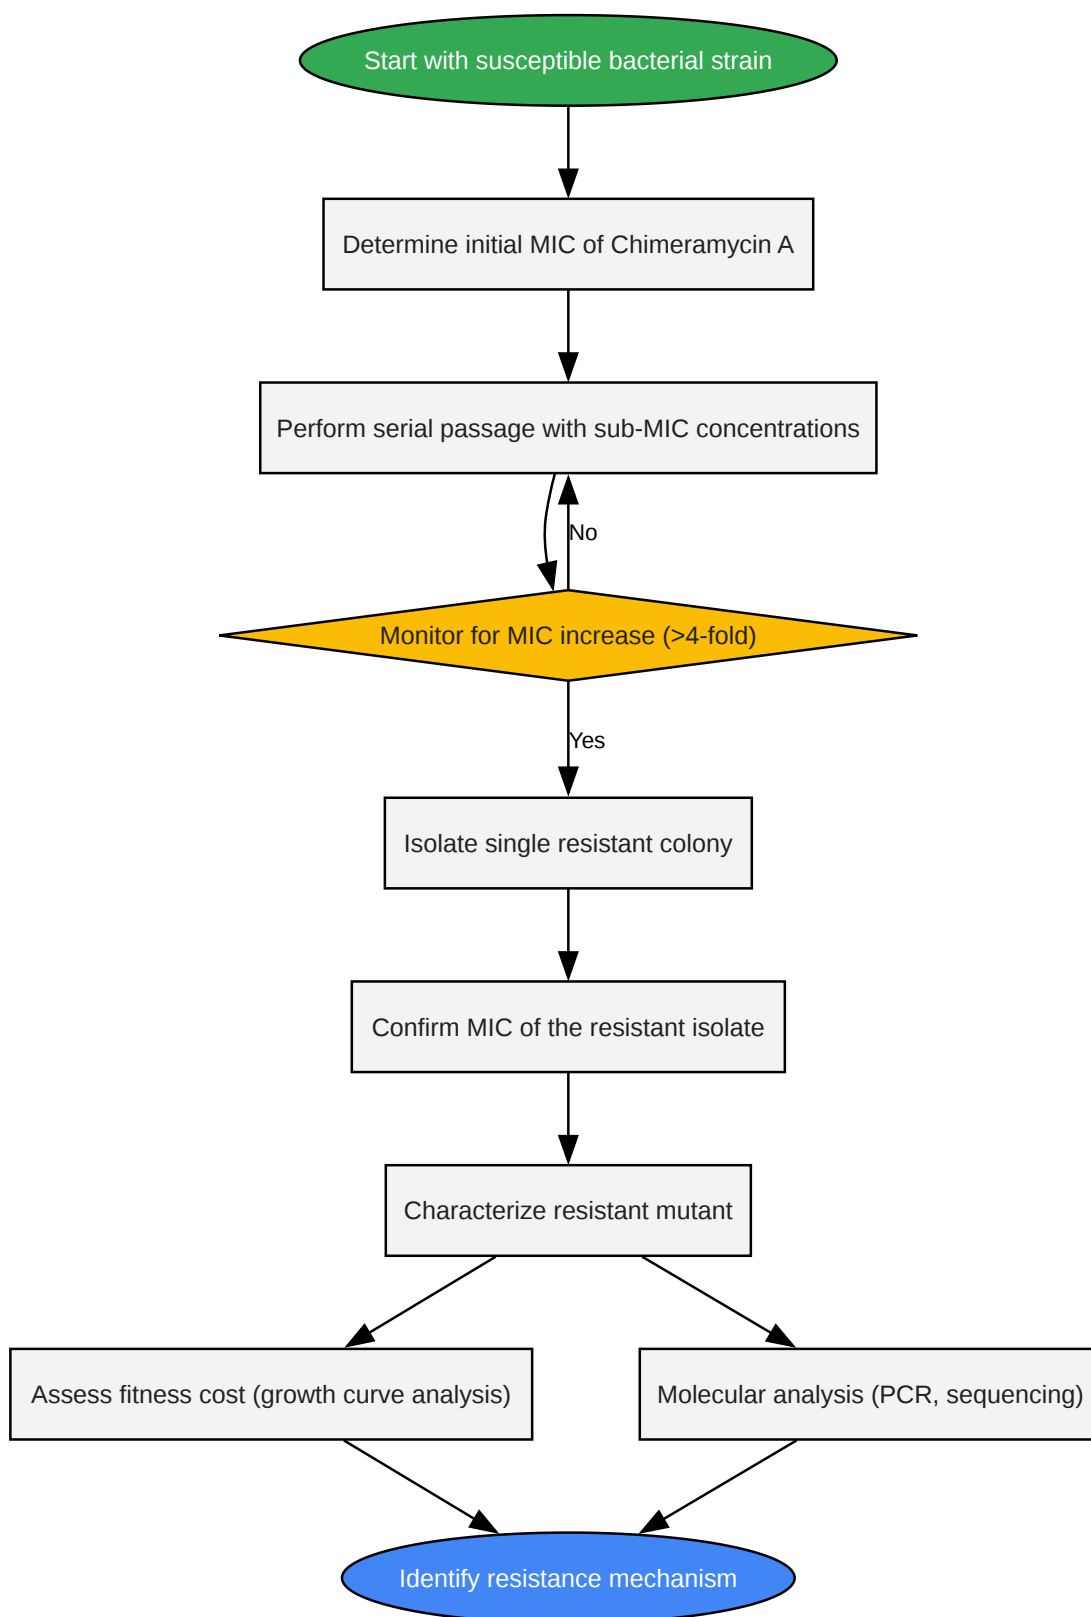 Start with susceptible bacterial strain
Determine initial MIC of Chimeramycin A
Perform serial passage with sub-MIC concentrations
No
Monitor for MIC increase (>4-fold)
Yes
Isolate single resistant colony
Confirm MIC of the resistant isolate
Characterize resistant mutant
Assess fitness cost (growth curve analysis)
Molecular analysis (PCR, sequencing)
Identify resistance mechanism